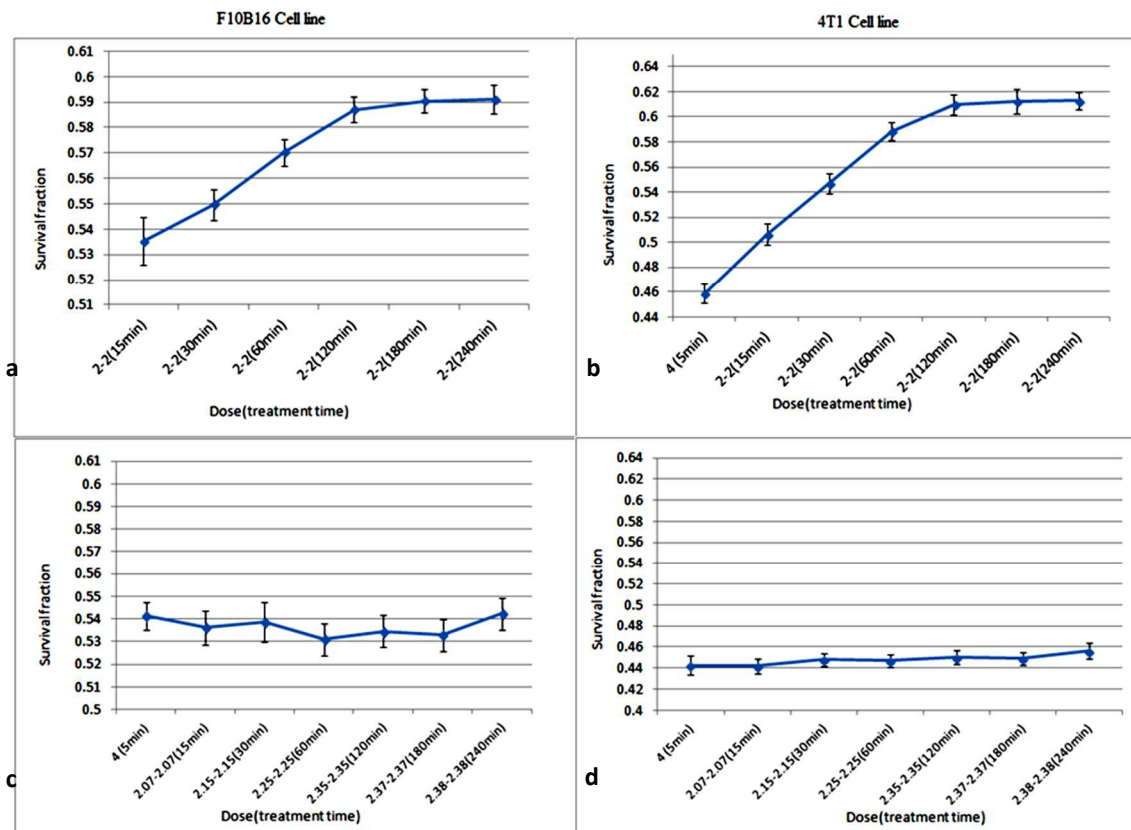 F10B16 Cell line
4T1 Cell line
0.61
0.6
0.59
0.58
0.57
0.56
0.55
0.54
0.53
0.52
0.51
Survival fraction
2-2(15min)
2-2(30min)
2-2(60min)
2-2(120min)
2-2(180min)
2-2(240min)
Dose(treatment time)
a
0.64
0.62
0.6
0.58
0.56
0.54
0.52
0.5
0.48
0.46
0.44
Survival fraction
4 (5min)
2-2(15min)
2-2(30min)
2-2(60min)
2-2(120min)
2-2(180min)
2-2(240min)
Dose(treatment time)
b
0.61
0.6
0.59
0.58
0.57
0.56
0.55
0.54
0.53
0.52
0.51
0.5
Survival fraction
4 (5min)
2.07-2.07(15min)
2.15-2.15(30min)
2.25-2.25(60min)
2.35-2.35(120min)
2.37-2.37(180min)
2.38-2.38(240min)
Dose(treatment time)
c
0.64
0.62
0.6
0.58
0.56
0.54
0.52
0.5
0.48
0.46
0.44
0.42
0.4
Survival fraction
4 (5min)
2.07-2.07(15min)
2.15-2.15(30min)
2.25-2.25(60min)
2.35-2.35(120min)
2.37-2.37(180min)
2.38-2.38(240min)
Dose(treatment time)
d